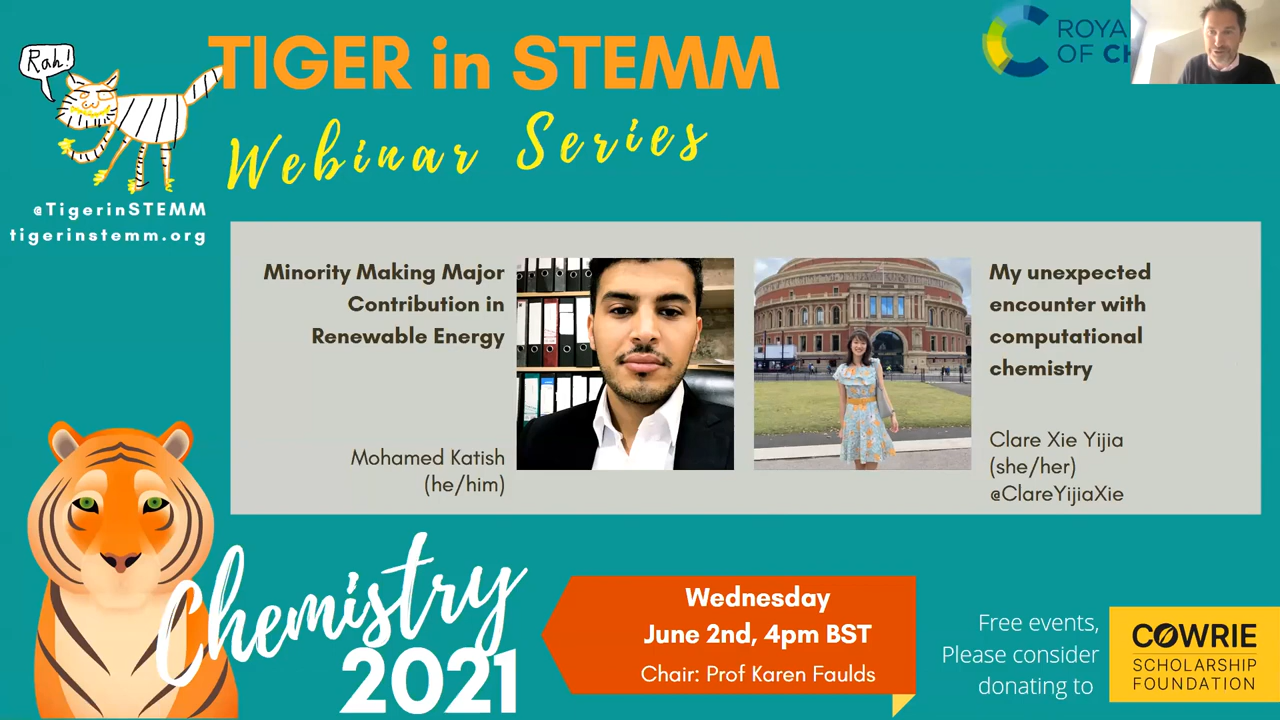 Rah!
TIGER in STEMM
Webinar Series
@TigerinSTEMM
tigerinstemm.org
ROYA
OF CH
Minority Making Major
Contribution in
Renewable Energy
Mohamed Katish
(he/him)
My unexpected
encounter with
computational
chemistry
Clare Xie Yijia
(she/her)
@ClareYijiaXie
Chemistry
2021
Wednesday
June 2nd, 4pm BST
Chair: Prof Karen Faulds
Free events,
Please consider
donating to
COWRIE
SCHOLARSHIP
FOUNDATION